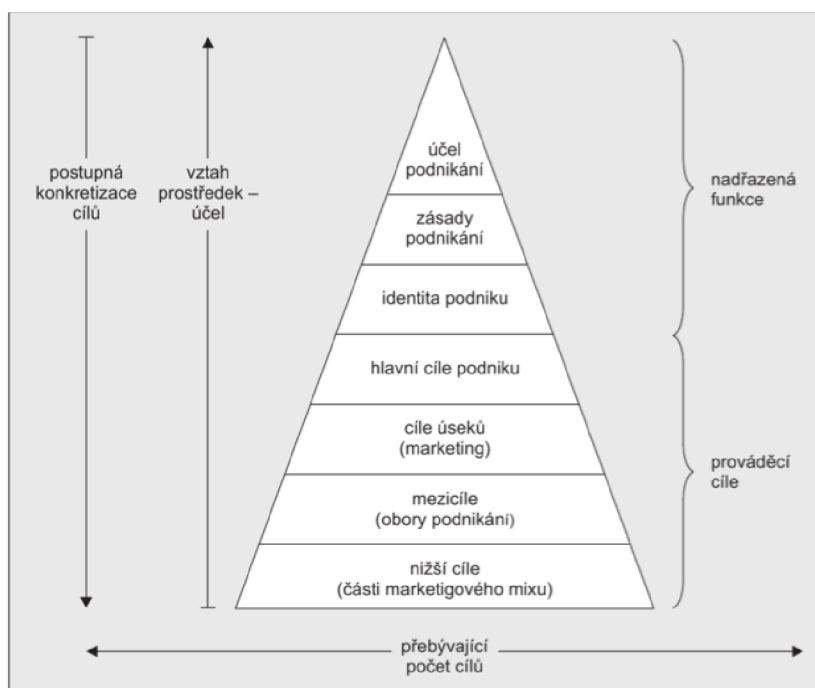 účel
podnikání
postupná
konkretizace
cílů
vztah
prostředek –
účel
nadřazená
funkce
zásady
podnikání
identita podniku
hlavní cíle podniku
cíle úseků
(marketing)
prováděcí
cíle
mezicíle
(obory podnikání)
nižší cíle
(části marketigového mixu)
přebývající
počet cílů